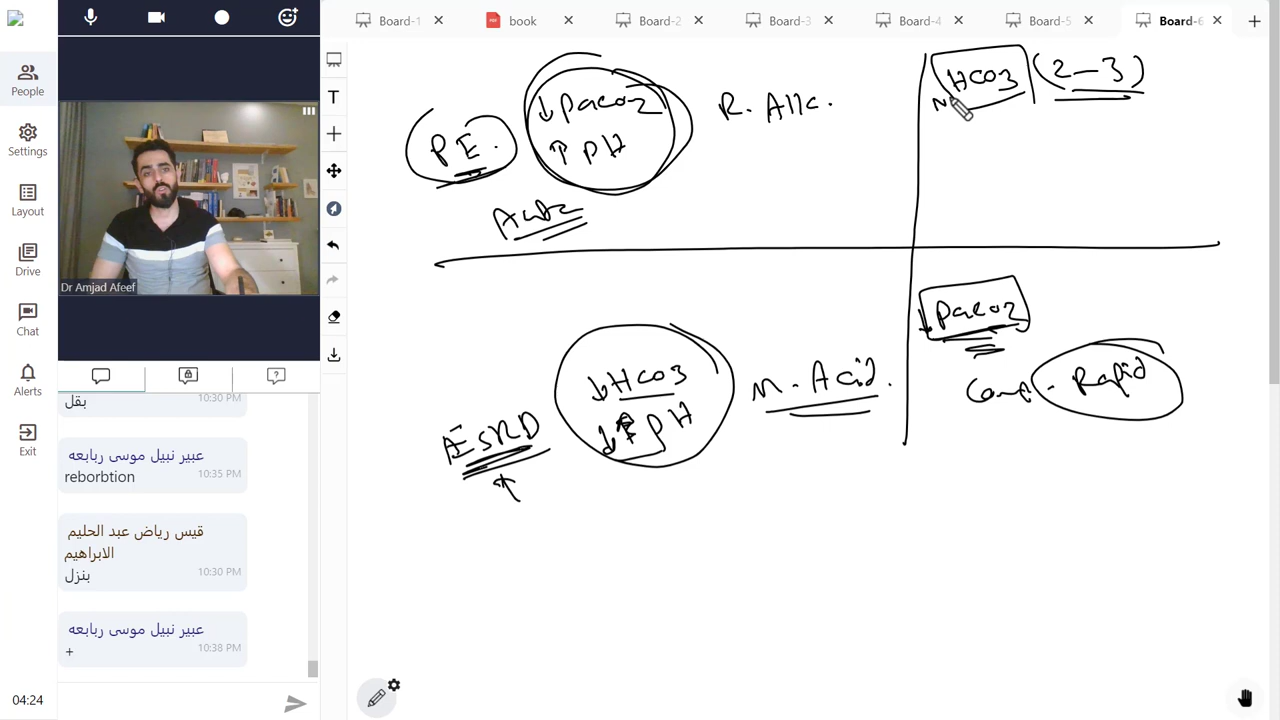 Board-1
book
Board-2
Board-3
Board-4
Board-5
Board-6
People
Settings
Layout
Drive
Chat
Alerts
Exit
04:24
Dr Amjad Afeef
بقل
10:30 PM
عبير نبيل موسى ربابعه
reborbtion
10:35 PM
قيس رياض عبد الحليم
الابراهيم
بنزل
10:30 PM
عبير نبيل موسى ربابعه
+
10:38 PM
T
PE.
↓ Paco2
↑ PH
R. Alk.
HCO3 (2-3)
N
↓ HCO3
↓ PH
M. Acid.
ESRD
↓ Paco2
Comp. Rapid